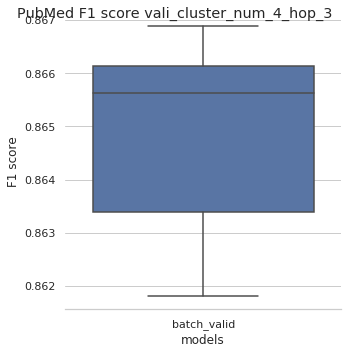 PubMed F1 score vali_cluster_num_4_hop_3
0.867
0.866
0.865
0.864
0.863
0.862
F1 score
batch_valid
models